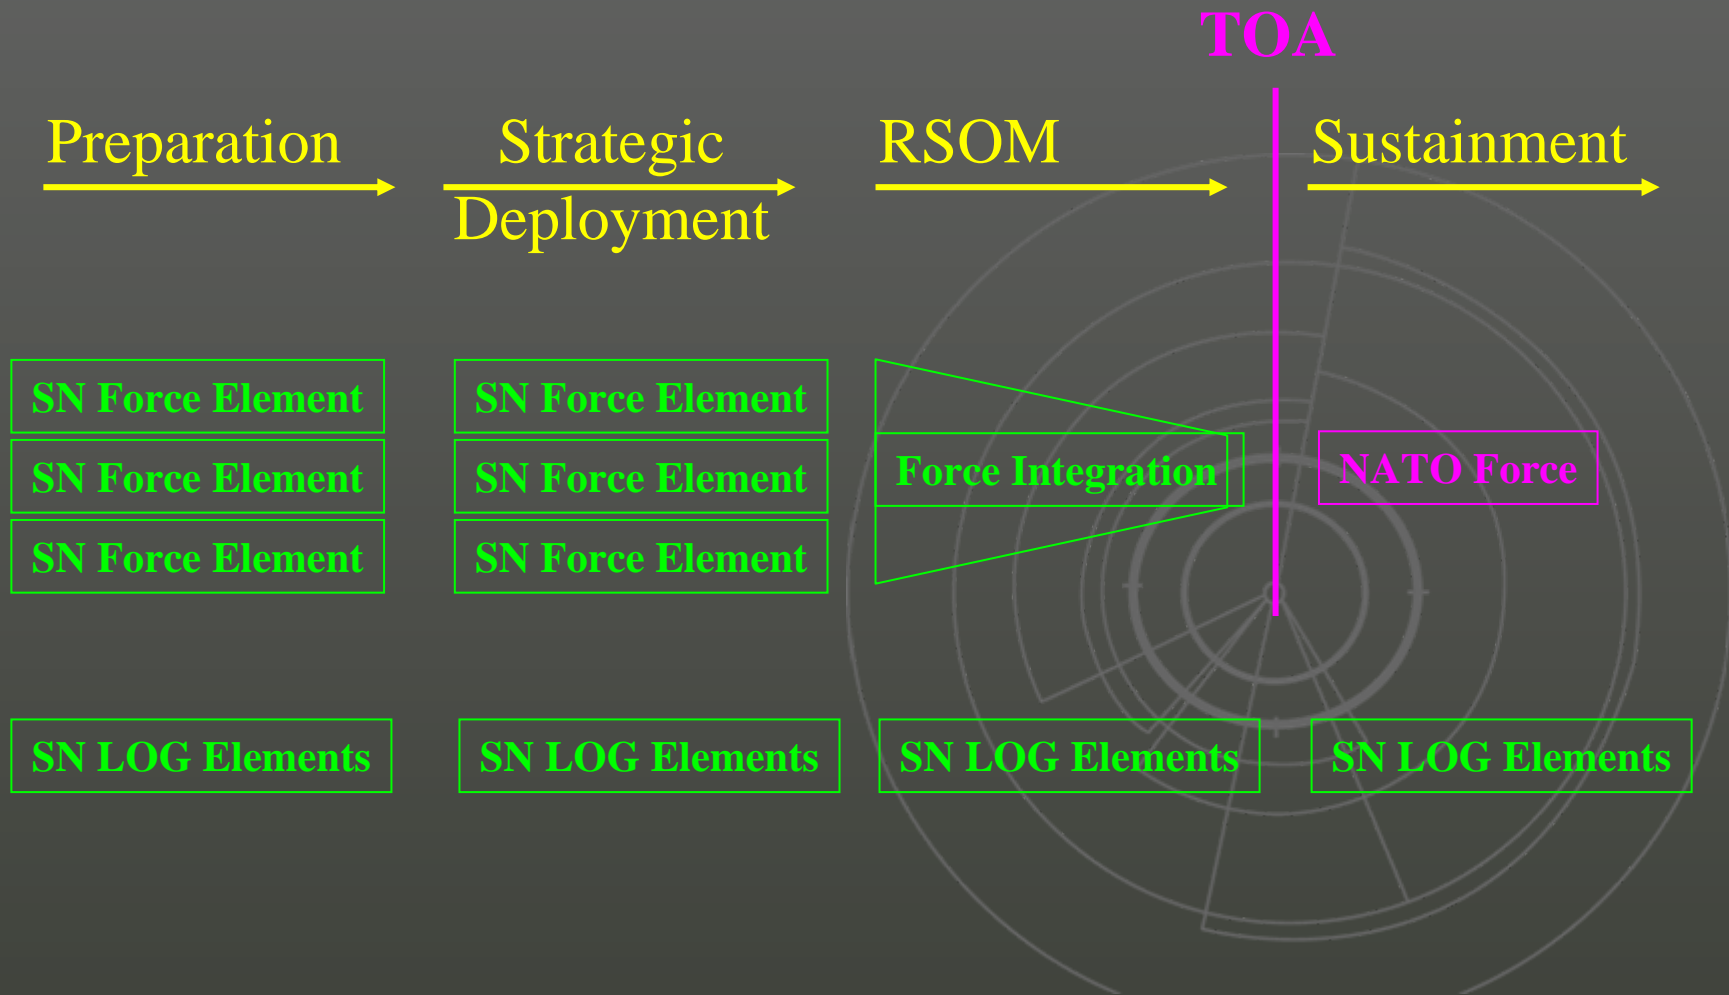 TOA
Preparation
Strategic
Deployment
RSOM
Sustainment
SN Force Element
SN Force Element
SN Force Element
SN Force Element
SN Force Element
SN Force Element
Force Integration
NATO Force
SN LOG Elements
SN LOG Elements
SN LOG Elements
SN LOG Elements